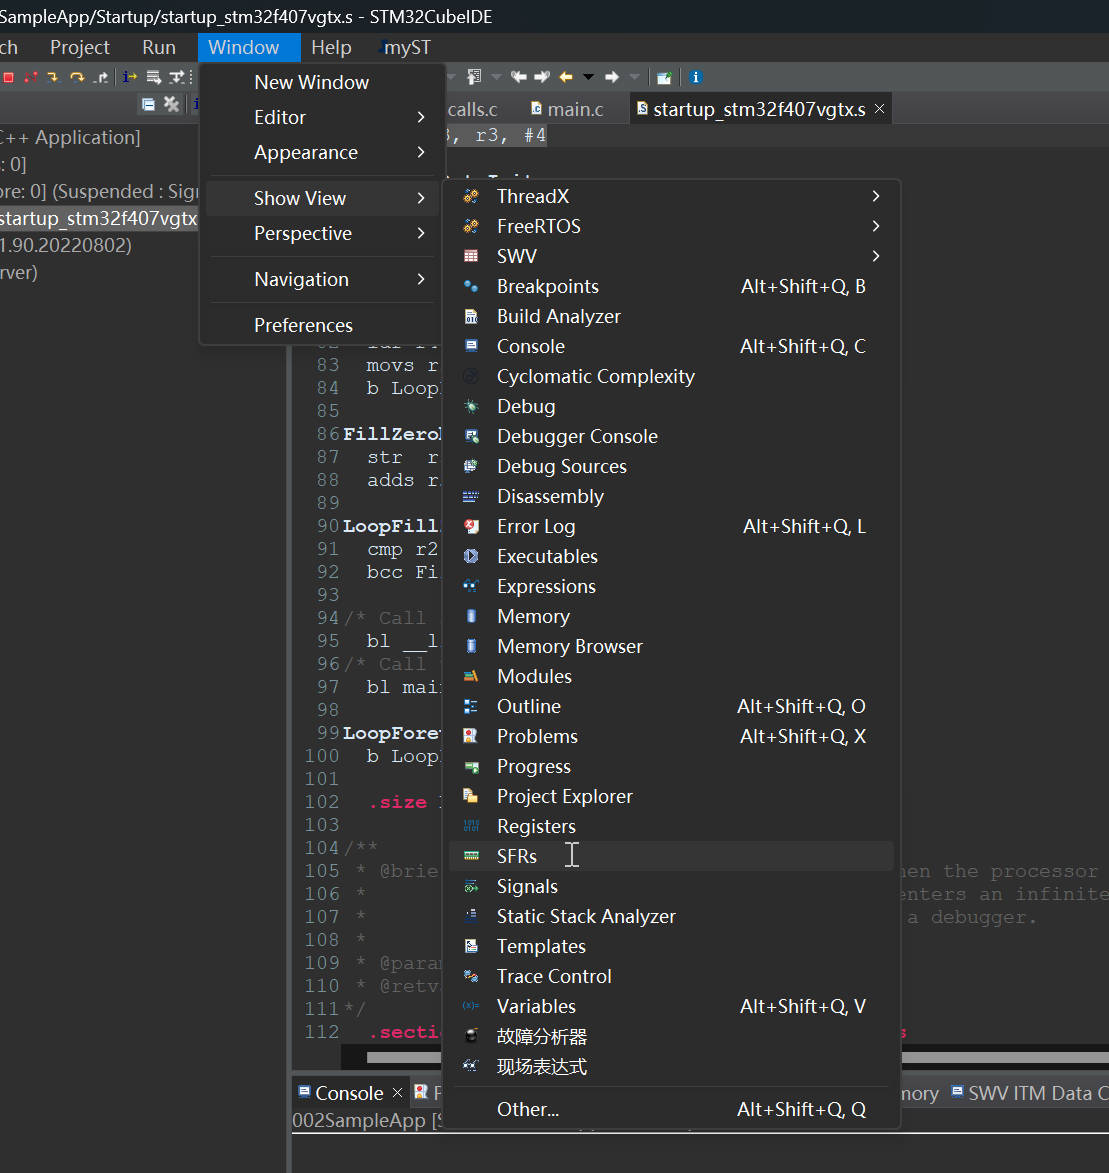 SampleApp/Startup/startup_stm32f407vgtx.s - STM32CubeIDE
ch Project Run Window Help myST
New Window
Editor
Appearance
Show View
Perspective
Navigation
Preferences
C++ Application]
s: 0]
ore: 0] (Suspended : Sign
startup_stm32f407vgtx
1.90.20220802)
rver)
calls.c main.c startup_stm32f407vgtx.s
3, r3, #4
ThreadX
FreeRTOS
SWV
Breakpoints Alt+Shift+Q, B
Build Analyzer
Console Alt+Shift+Q, C
Cyclomatic Complexity
Debug
Debugger Console
Debug Sources
Disassembly
Error Log Alt+Shift+Q, L
Executables
Expressions
Memory
Memory Browser
Modules
Outline Alt+Shift+Q, O
Problems Alt+Shift+Q, X
Progress
Project Explorer
Registers
SFRs
Signals
Static Stack Analyzer
Templates
Trace Control
Variables Alt+Shift+Q, V
故障分析器
现场表达式
Other... Alt+Shift+Q, Q
83 movs r
84 b Loop
85
86 FillZero
87 str r
88 adds r
89
90 LoopFill
91 cmp r2
92 bcc Fi
93
94 /* Call
95 bl __l
96 /* Call
97 bl mai
98
99 LoopFore
100 b Loop
101
102 .size
103
104 /**
105 * @brie hen the processor
106 * enters an infinite
107 * a debugger.
108 *
109 * @para
110 * @retv
111 */
112 .secti s
Console P mory SWV ITM Data C
002SampleApp [S